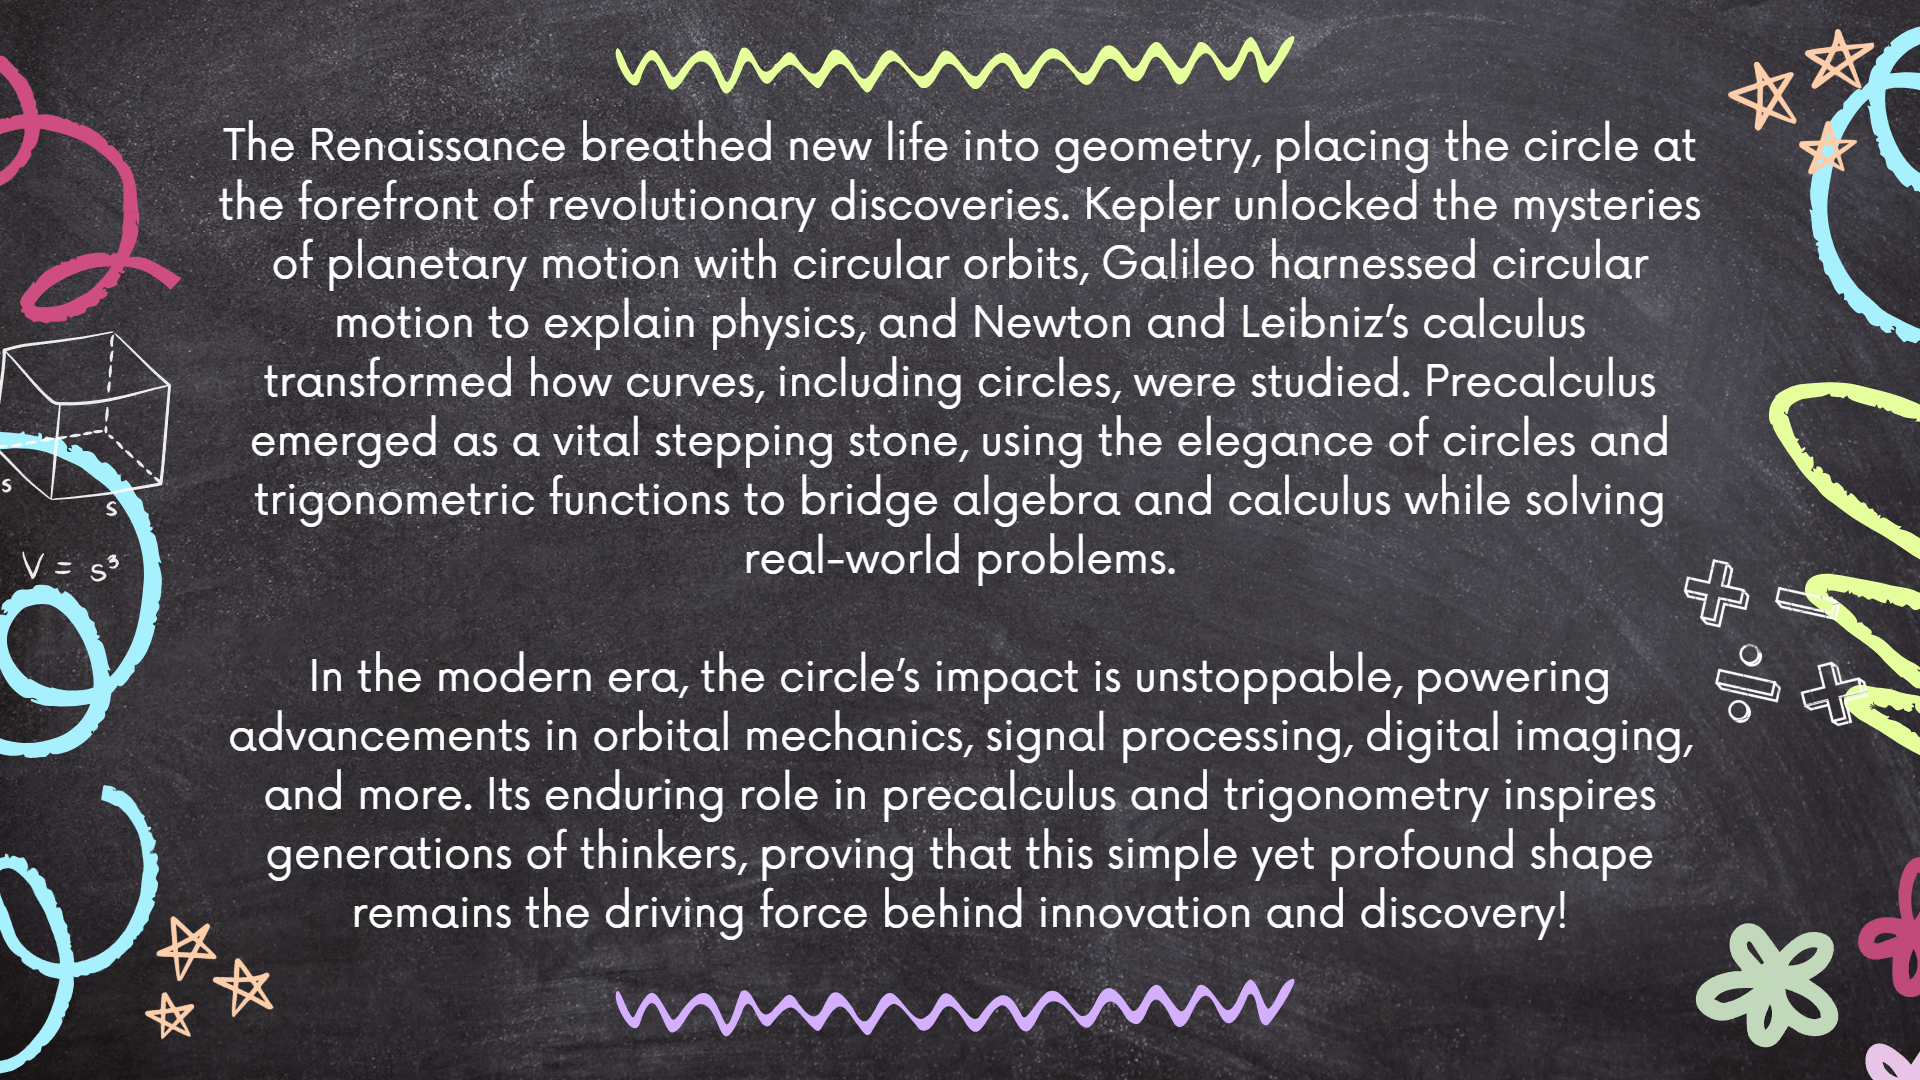 The Renaissance breathed new life into geometry, placing the circle at
the forefront of revolutionary discoveries. Kepler unlocked the mysteries
of planetary motion with circular orbits, Galileo harnessed circular
motion to explain physics, and Newton and Leibniz’s calculus
transformed how curves, including circles, were studied. Precalculus
emerged as a vital stepping stone, using the elegance of circles and
trigonometric functions to bridge algebra and calculus while solving
real-world problems.
In the modern era, the circle’s impact is unstoppable, powering
advancements in orbital mechanics, signal processing, digital imaging,
and more. Its enduring role in precalculus and trigonometry inspires
generations of thinkers, proving that this simple yet profound shape
remains the driving force behind innovation and discovery!
s
s
V = s³
+ −
÷ +